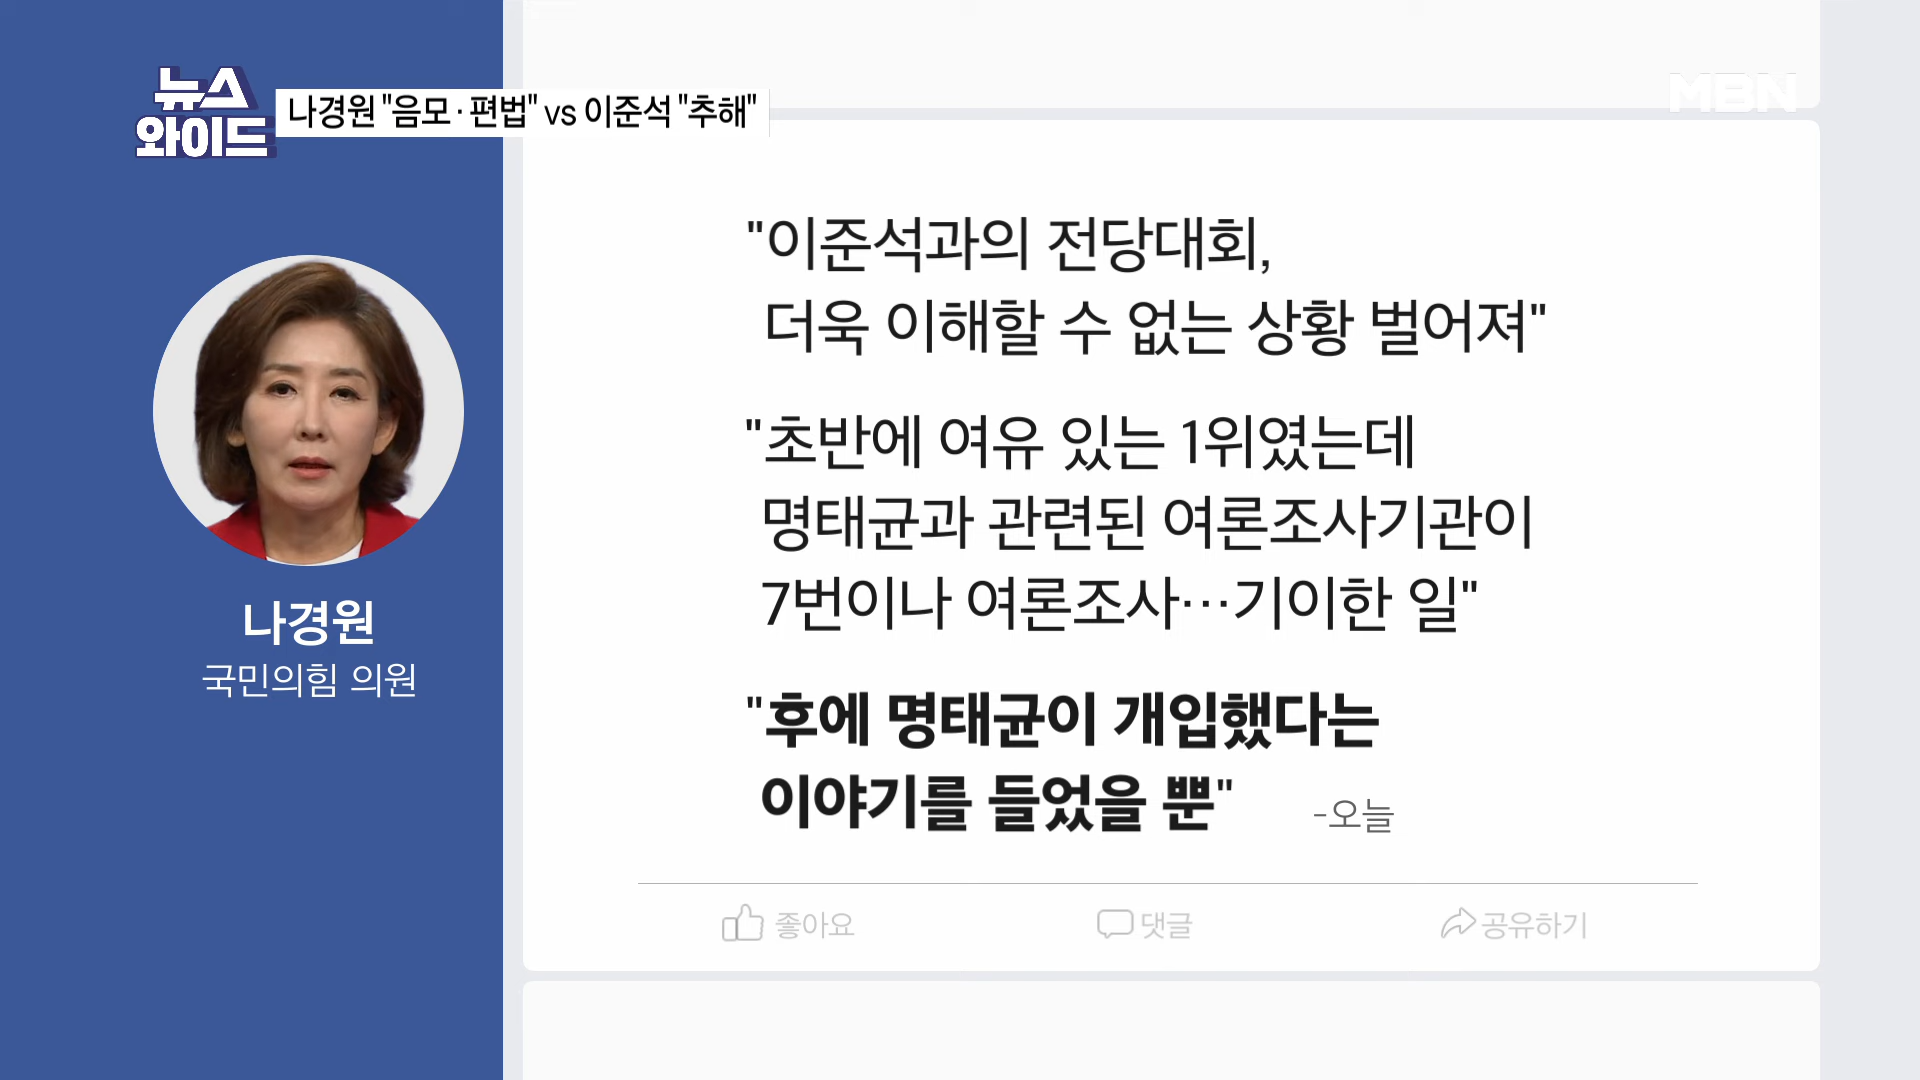 뉴스
와이드
나경원 "음모·편법" vs 이준석 "추해"
MBN
"이준석과의 전당대회,
더욱 이해할 수 없는 상황 벌어져"
"초반에 여유 있는 1위였는데
명태균과 관련된 여론조사기관이
7번이나 여론조사…기이한 일"
"후에 명태균이 개입했다는
이야기를 들었을 뿐"
-오늘
나경원
국민의힘 의원
좋아요
댓글
공유하기